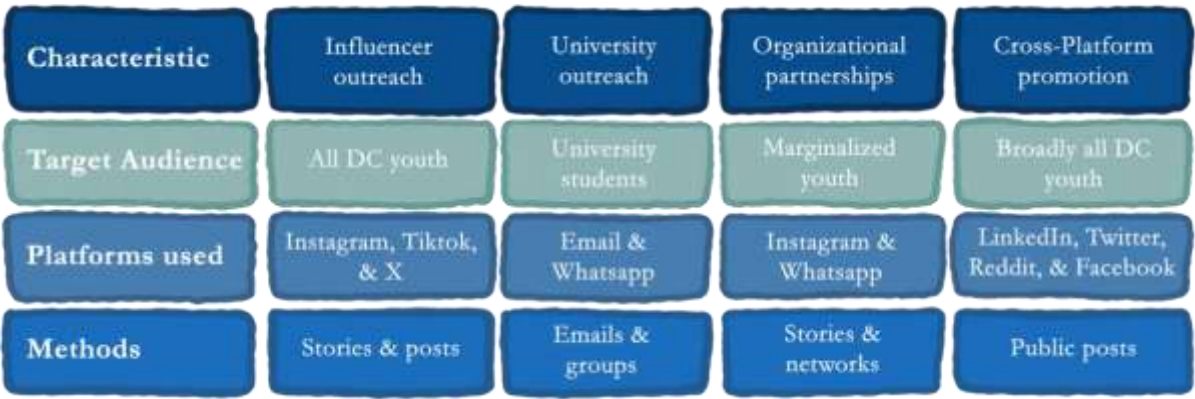 Characteristic
Influencer
outreach
University
outreach
Organizational
partnerships
Cross-Platform
promotion
Target Audience
All DC youth
University
students
Marginalized
youth
Broadly all DC
youth
Platforms used
Instagram, Tiktok,
& X
Email &
Whatsapp
Instagram &
Whatsapp
LinkedIn, Twitter,
Reddit, & Facebook
Methods
Stories & posts
Emails &
groups
Stories &
networks
Public posts